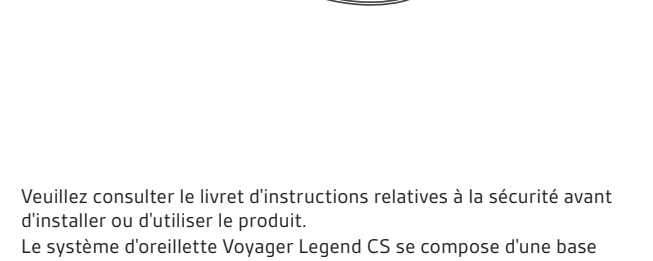 Veuillez consulter le livret d'instructions relatives à la sécurité avant
d'installer ou d'utiliser le produit.
Le système d'oreillette Voyager Legend CS se compose d'une base